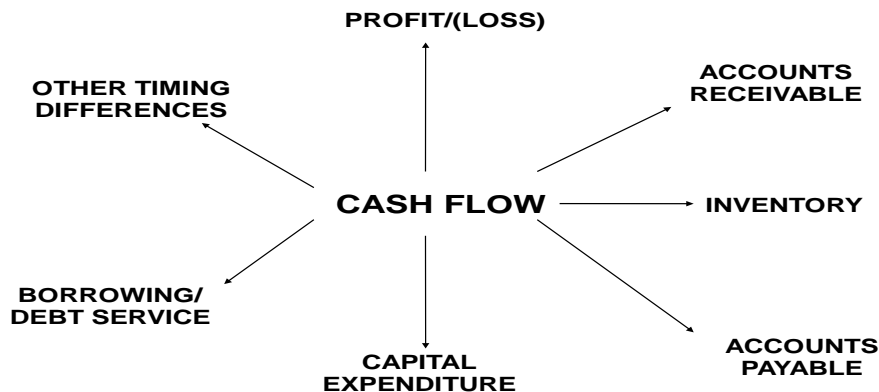 PROFIT/(LOSS)
OTHER TIMING
DIFFERENCES
ACCOUNTS
RECEIVABLE
CASH FLOW
INVENTORY
BORROWING/
DEBT SERVICE
CAPITAL
EXPENDITURE
ACCOUNTS
PAYABLE